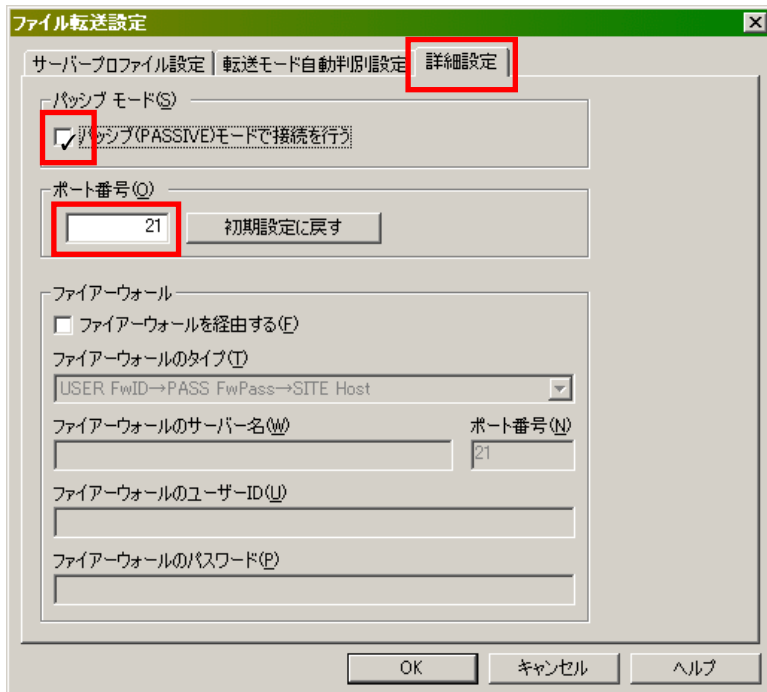 ファイル転送設定
サーバープロファイル設定 転送モード自動判別設定 詳細設定
パッシブ モード(S)
パッシブ(PASSIVE)モードで接続を行う
ポート番号(O)
21 初期設定に戻す
ファイアーウォール
ファイアーウォールを経由する(F)
ファイアーウォールのタイプ(T)
USER FwID→PASS FwPass→SITE Host
ファイアーウォールのサーバー名(W) ポート番号(N)
21
ファイアーウォールのユーザーID(U)
ファイアーウォールのパスワード(P)
OK キャンセル ヘルプ